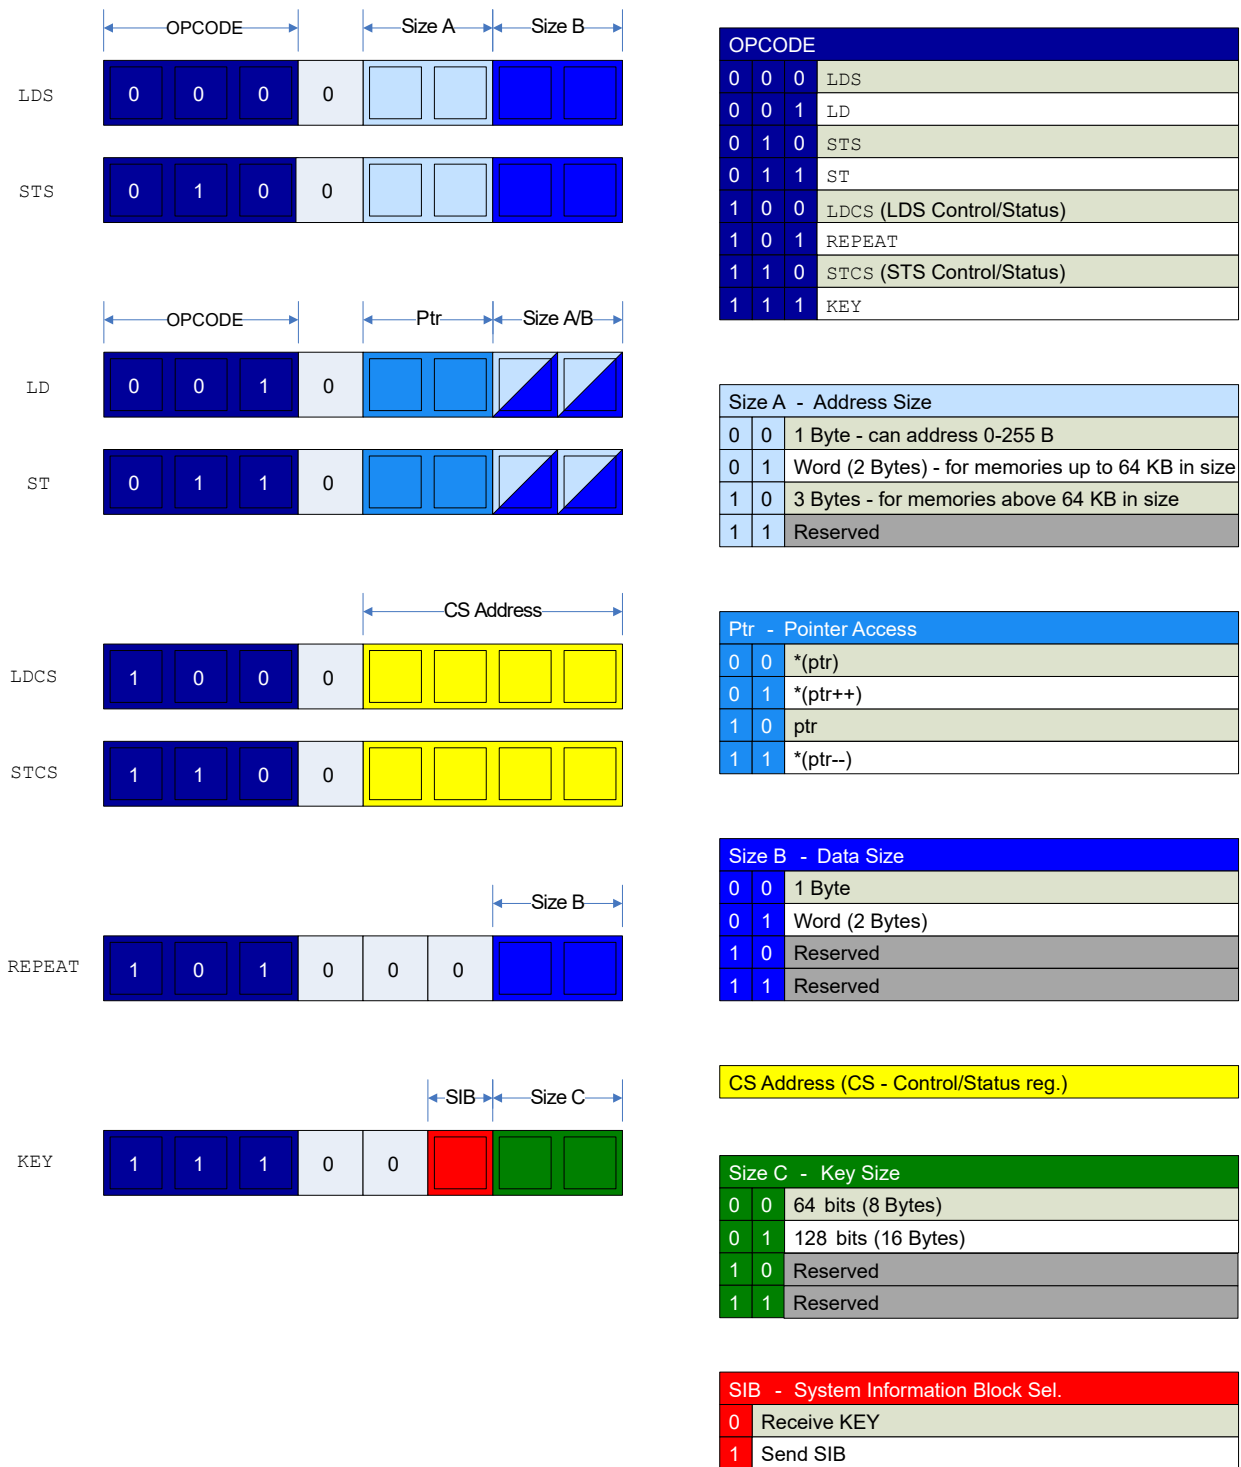 OPCODE Size A Size B
LDS 0 0 0 0
STS 0 1 0 0
OPCODE Ptr Size A/B
LD 0 0 1 0
ST 0 1 1 0
CS Address
LDCS 1 0 0 0
STCS 1 1 0 0
Size B
REPEAT 1 0 1 0 0 0
SIB Size C
KEY 1 1 1 0 0
OPCODE
0 0 0 LDS
0 0 1 LD
0 1 0 STS
0 1 1 ST
1 0 0 LDCS (LDS Control/Status)
1 0 1 REPEAT
1 1 0 STCS (STS Control/Status)
1 1 1 KEY
Size A - Address Size
0 0 1 Byte - can address 0-255 B
0 1 Word (2 Bytes) - for memories up to 64 KB in size
1 0 3 Bytes - for memories above 64 KB in size
1 1 Reserved
Ptr - Pointer Access
0 0 *(ptr)
0 1 *(ptr++)
1 0 ptr
1 1 *(ptr--)
Size B - Data Size
0 0 1 Byte
0 1 Word (2 Bytes)
1 0 Reserved
1 1 Reserved
CS Address (CS - Control/Status reg.)
Size C - Key Size
0 0 64 bits (8 Bytes)
0 1 128 bits (16 Bytes)
1 0 Reserved
1 1 Reserved
SIB - System Information Block Sel.
0 Receive KEY
1 Send SIB